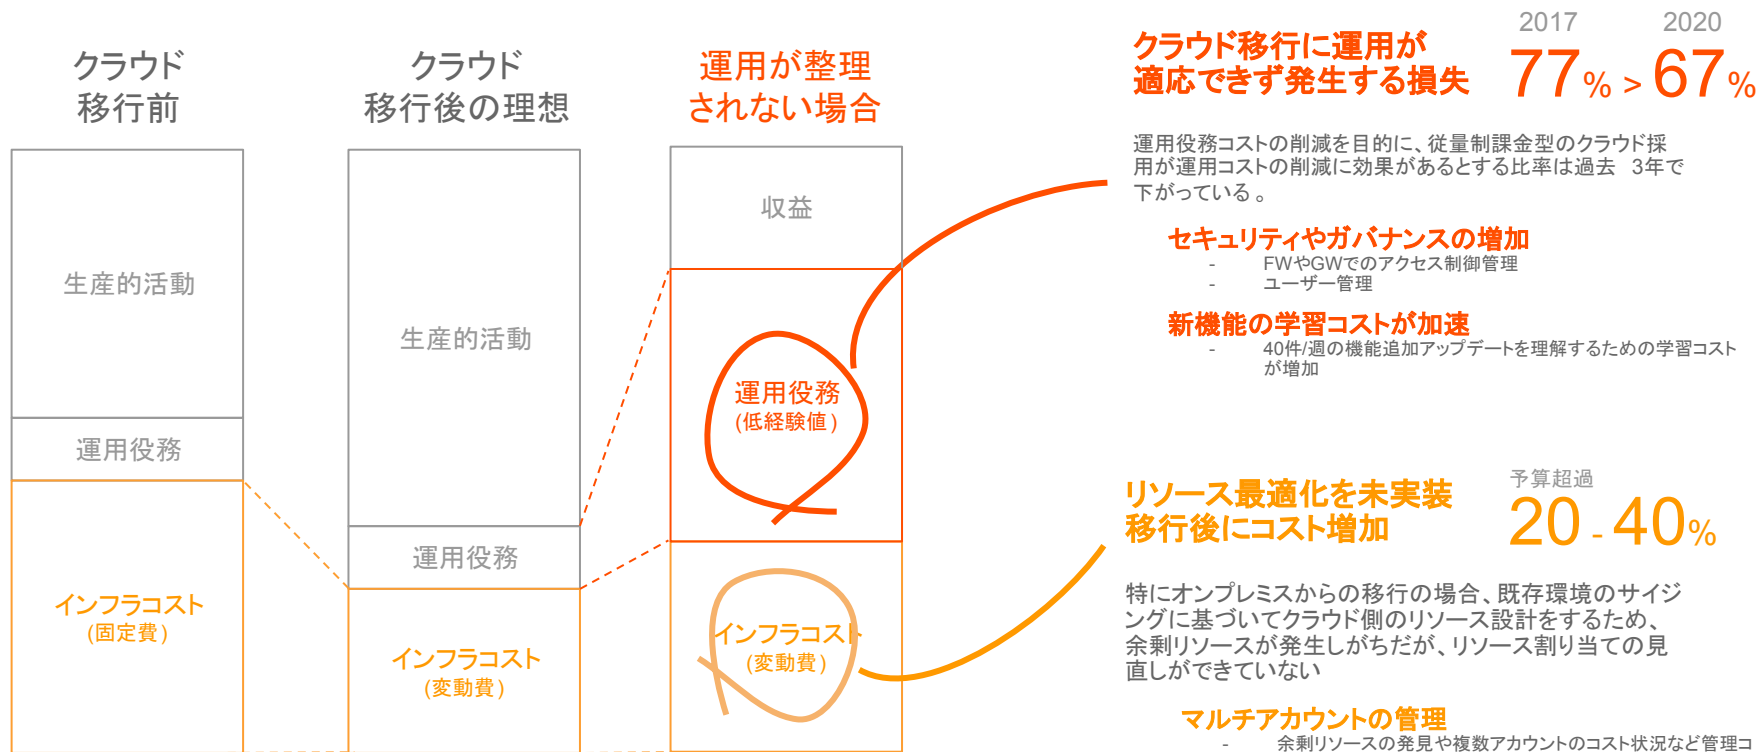 クラウド
移行前
生産的活動
運用役務
インフラコスト
(固定費)
クラウド
移行後の理想
生産的活動
運用役務
インフラコスト
(変動費)
運用が整理
されない場合
収益
運用役務
(低経験値)
インフラコスト
(変動費)
クラウド移行に運用が
適応できず発生する損失
2017 2020
77% > 67%
運用役務コストの削減を目的に、従量制課金型のクラウド採
用が運用コストの削減に効果があるとする比率は過去 3年で
下がっている。
セキュリティやガバナンスの増加
- FWやGWでのアクセス制御管理
- ユーザー管理
新機能の学習コストが加速
- 40件/週の機能追加アップデートを理解するための学習コスト
が増加
リソース最適化を未実装
移行後にコスト増加
予算超過
20 - 40%
特にオンプレミスからの移行の場合、既存環境のサイジ
ングに基づいてクラウド側のリソース設計をするため、
余剰リソースが発生しがちだが、リソース割り当ての見
直しができていない
マルチアカウントの管理
- 余剰リソースの発見や複数アカウントのコスト状況など管理コ